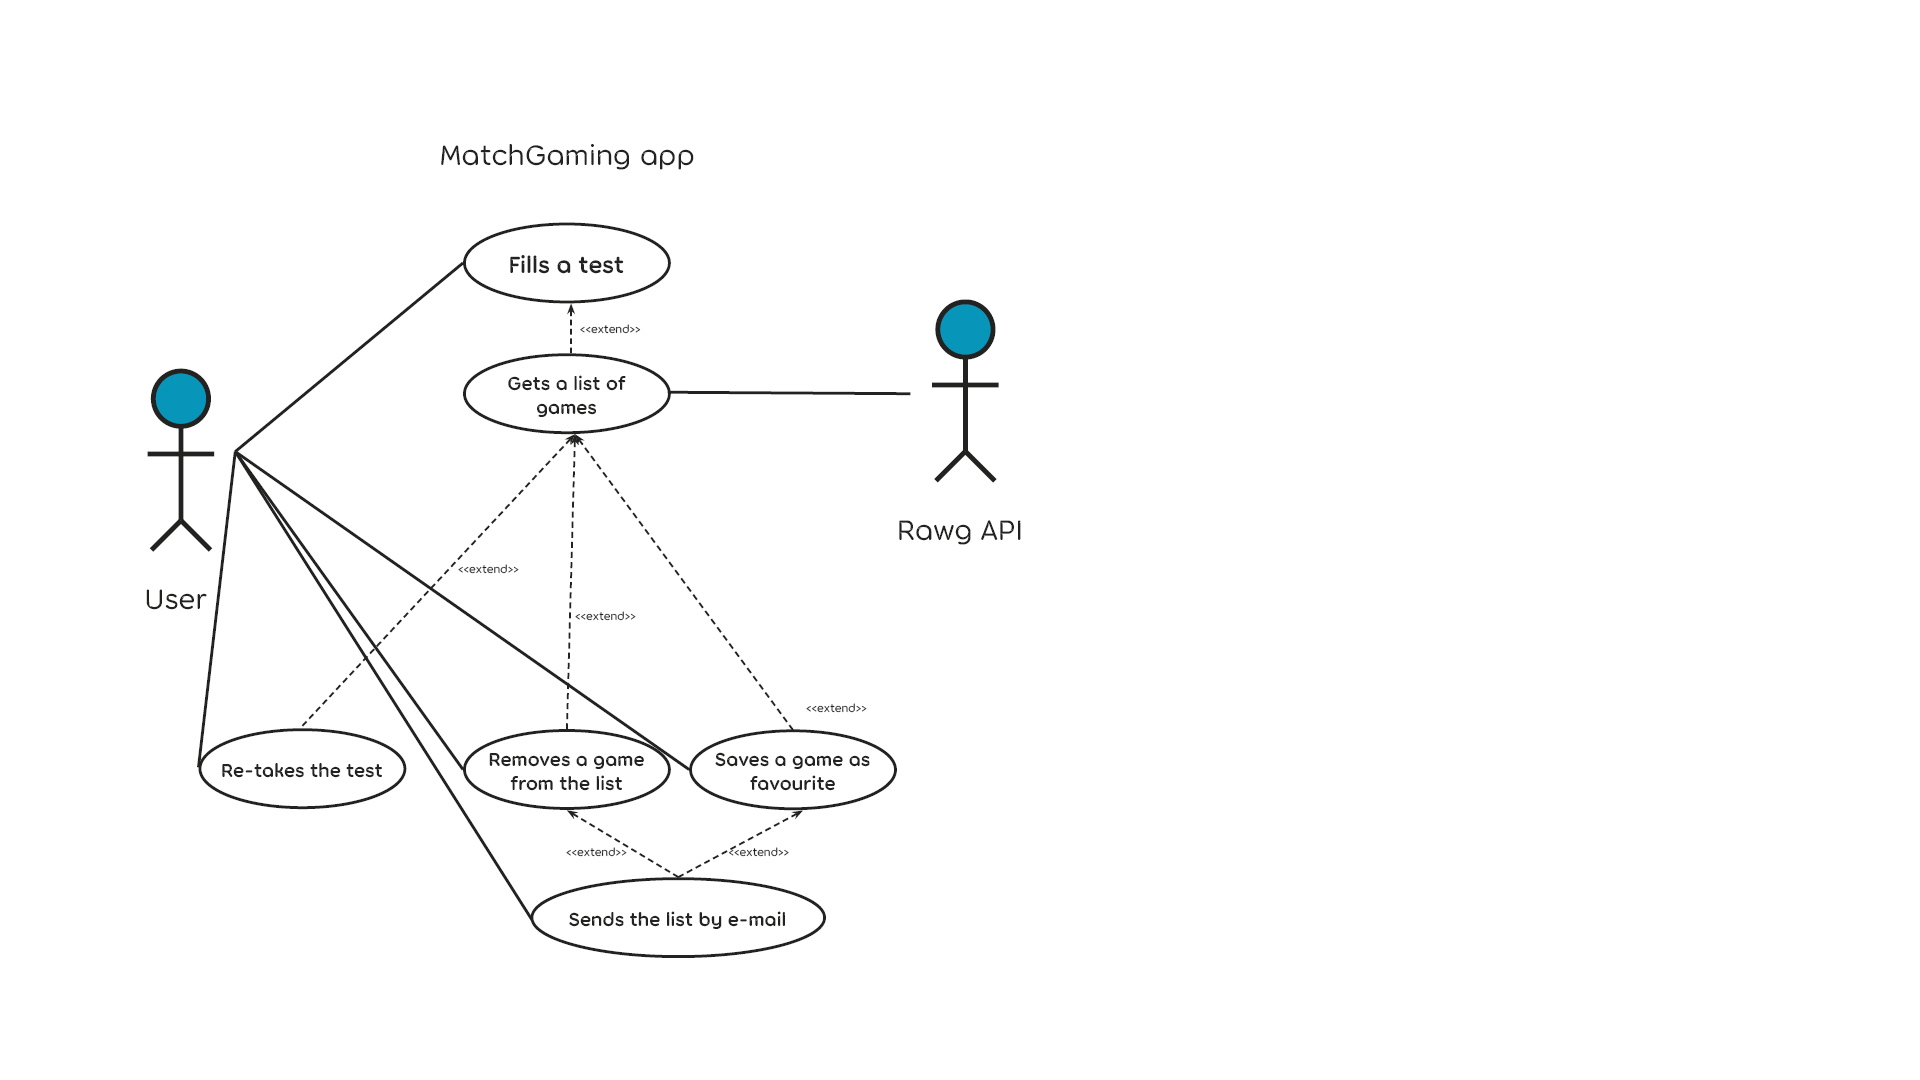 MatchGaming app
Fills a test
<<extend>>
Gets a list of
games
Rawg API
<<extend>>
User
<<extend>>
<<extend>>
Re-takes the test
Removes a game
from the list
Saves a game as
favourite
<<extend>>
<<extend>>
Sends the list by e-mail